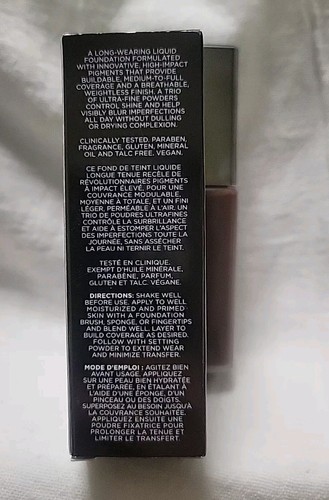 A LONG-WEARING LIQUID
FOUNDATION FORMULATED
WITH INNOVATIVE, HIGH-IMPACT
PIGMENTS THAT PROVIDE
BUILDABLE, MEDIUM-TO-FULL
COVERAGE AND A BREATHABLE,
WEIGHTLESS FINISH. A TRIO
OF ULTRA-FINE POWDERS
CONTROL SHINE AND HELP
VISIBLY BLUR IMPERFECTIONS
ALL DAY WITHOUT DULLING
OR DRYING COMPLEXION.
CLINICALLY TESTED. PARABEN,
FRAGRANCE, GLUTEN, MINERAL
OIL AND TALC FREE. VEGAN.
CE FOND DE TEINT LIQUIDE
LONGUE TENUE RECÈLE DE
RÉVOLUTIONNAIRES PIGMENTS
À IMPACT ÉLEVÉ, POUR UNE
COUVRANCE MODULABLE,
MOYENNE À TOTALE, ET UN FINI
LÉGER, PERMÉABLE À L'AIR. UN
TRIO DE POUDRES ULTRAFINES
CONTRÔLE LA SURBRILLANCE
ET AIDE À ESTOMPER L'ASPECT
DES IMPERFECTIONS TOUTE LA
JOURNÉE, SANS ASSÉCHER
LA PEAU NI TERNIR LE TEINT.
TESTÉ EN CLINIQUE.
EXEMPT D'HUILE MINÉRALE,
PARABÈNE, PARFUM,
GLUTEN ET TALC. VÉGANE.
DIRECTIONS: SHAKE WELL
BEFORE USE. APPLY TO WELL
MOISTURIZED AND PRIMED
SKIN WITH A FOUNDATION
BRUSH, SPONGE, OR FINGERTIPS
AND BLEND WELL. LAYER TO
BUILD COVERAGE AS DESIRED.
FOLLOW WITH SETTING
POWDER TO EXTEND WEAR
AND MINIMIZE TRANSFER.
MODE D'EMPLOI : AGITEZ BIEN
AVANT USAGE. APPLIQUEZ
SUR UNE PEAU BIEN HYDRATÉE
ET PRÉPARÉE, EN ÉTALANT À
L'AIDE D'UNE ÉPONGE, D'UN
PINCEAU OU DES DOIGTS.
SUPERPOSEZ AU BESOIN JUSQU'À
LA COUVRANCE SOUHAITÉE.
APPLIQUEZ ENSUITE UNE
POUDRE FIXATRICE POUR
PROLONGER LA TENUE ET
LIMITER LE TRANSFERT.